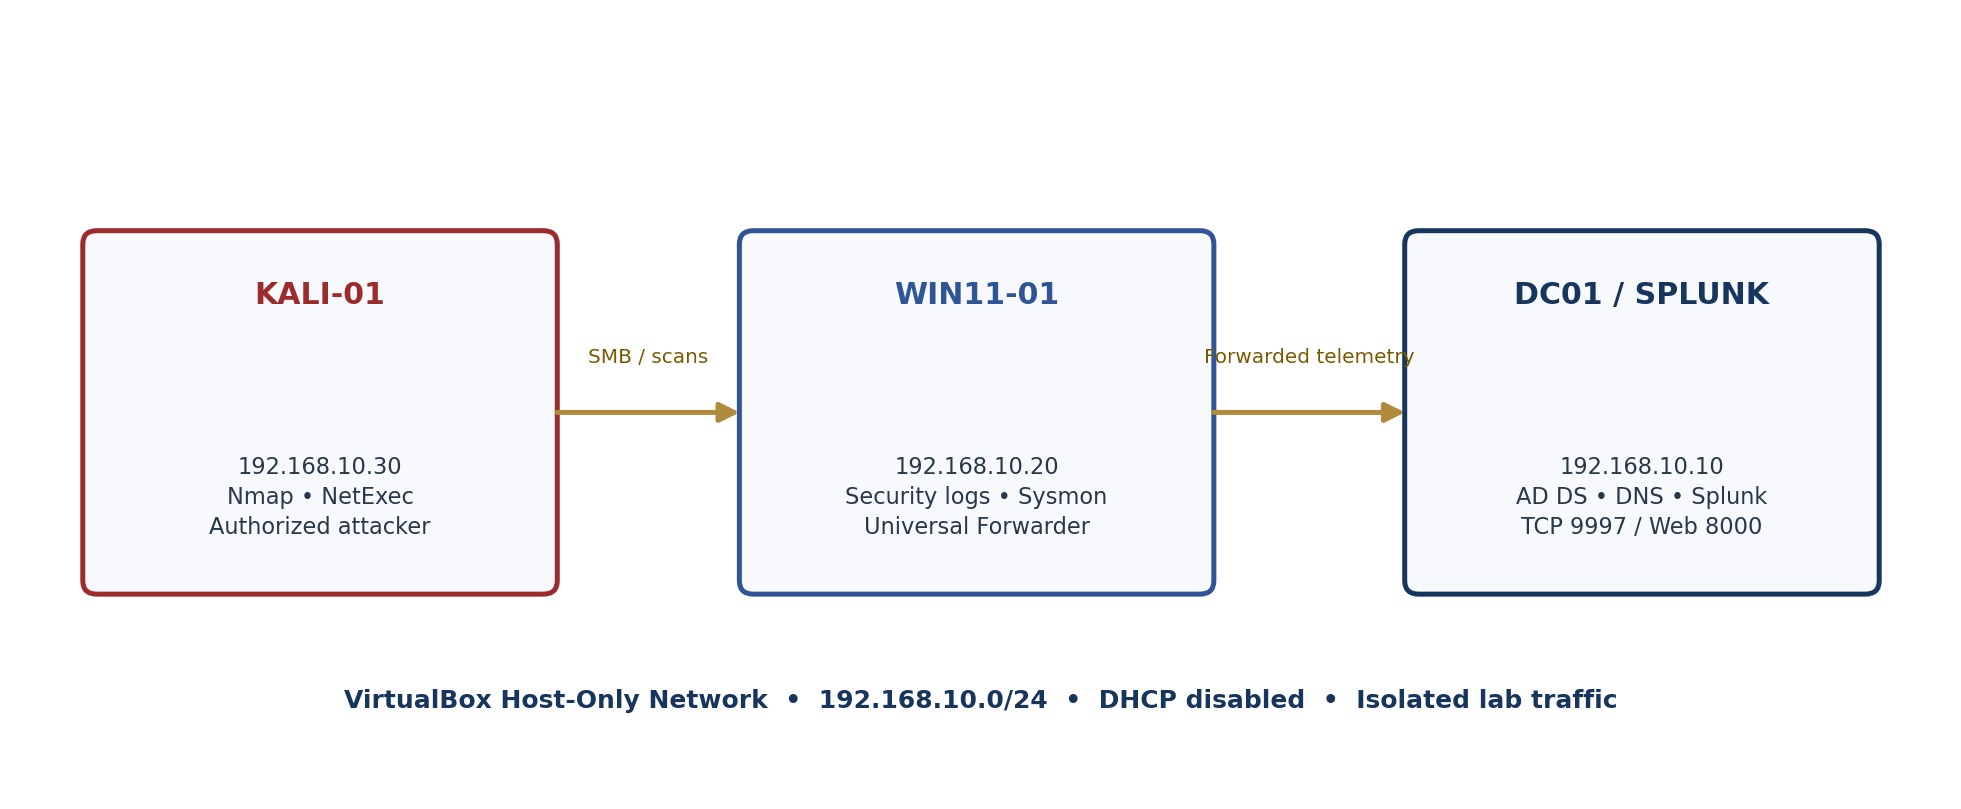 KALI-01
192.168.10.30
Nmap • NetExec
Authorized attacker
SMB / scans
WIN11-01
192.168.10.20
Security logs • Sysmon
Universal Forwarder
Forwarded telemetry
DC01 / SPLUNK
192.168.10.10
AD DS • DNS • Splunk
TCP 9997 / Web 8000
VirtualBox Host-Only Network • 192.168.10.0/24 • DHCP disabled • Isolated lab traffic